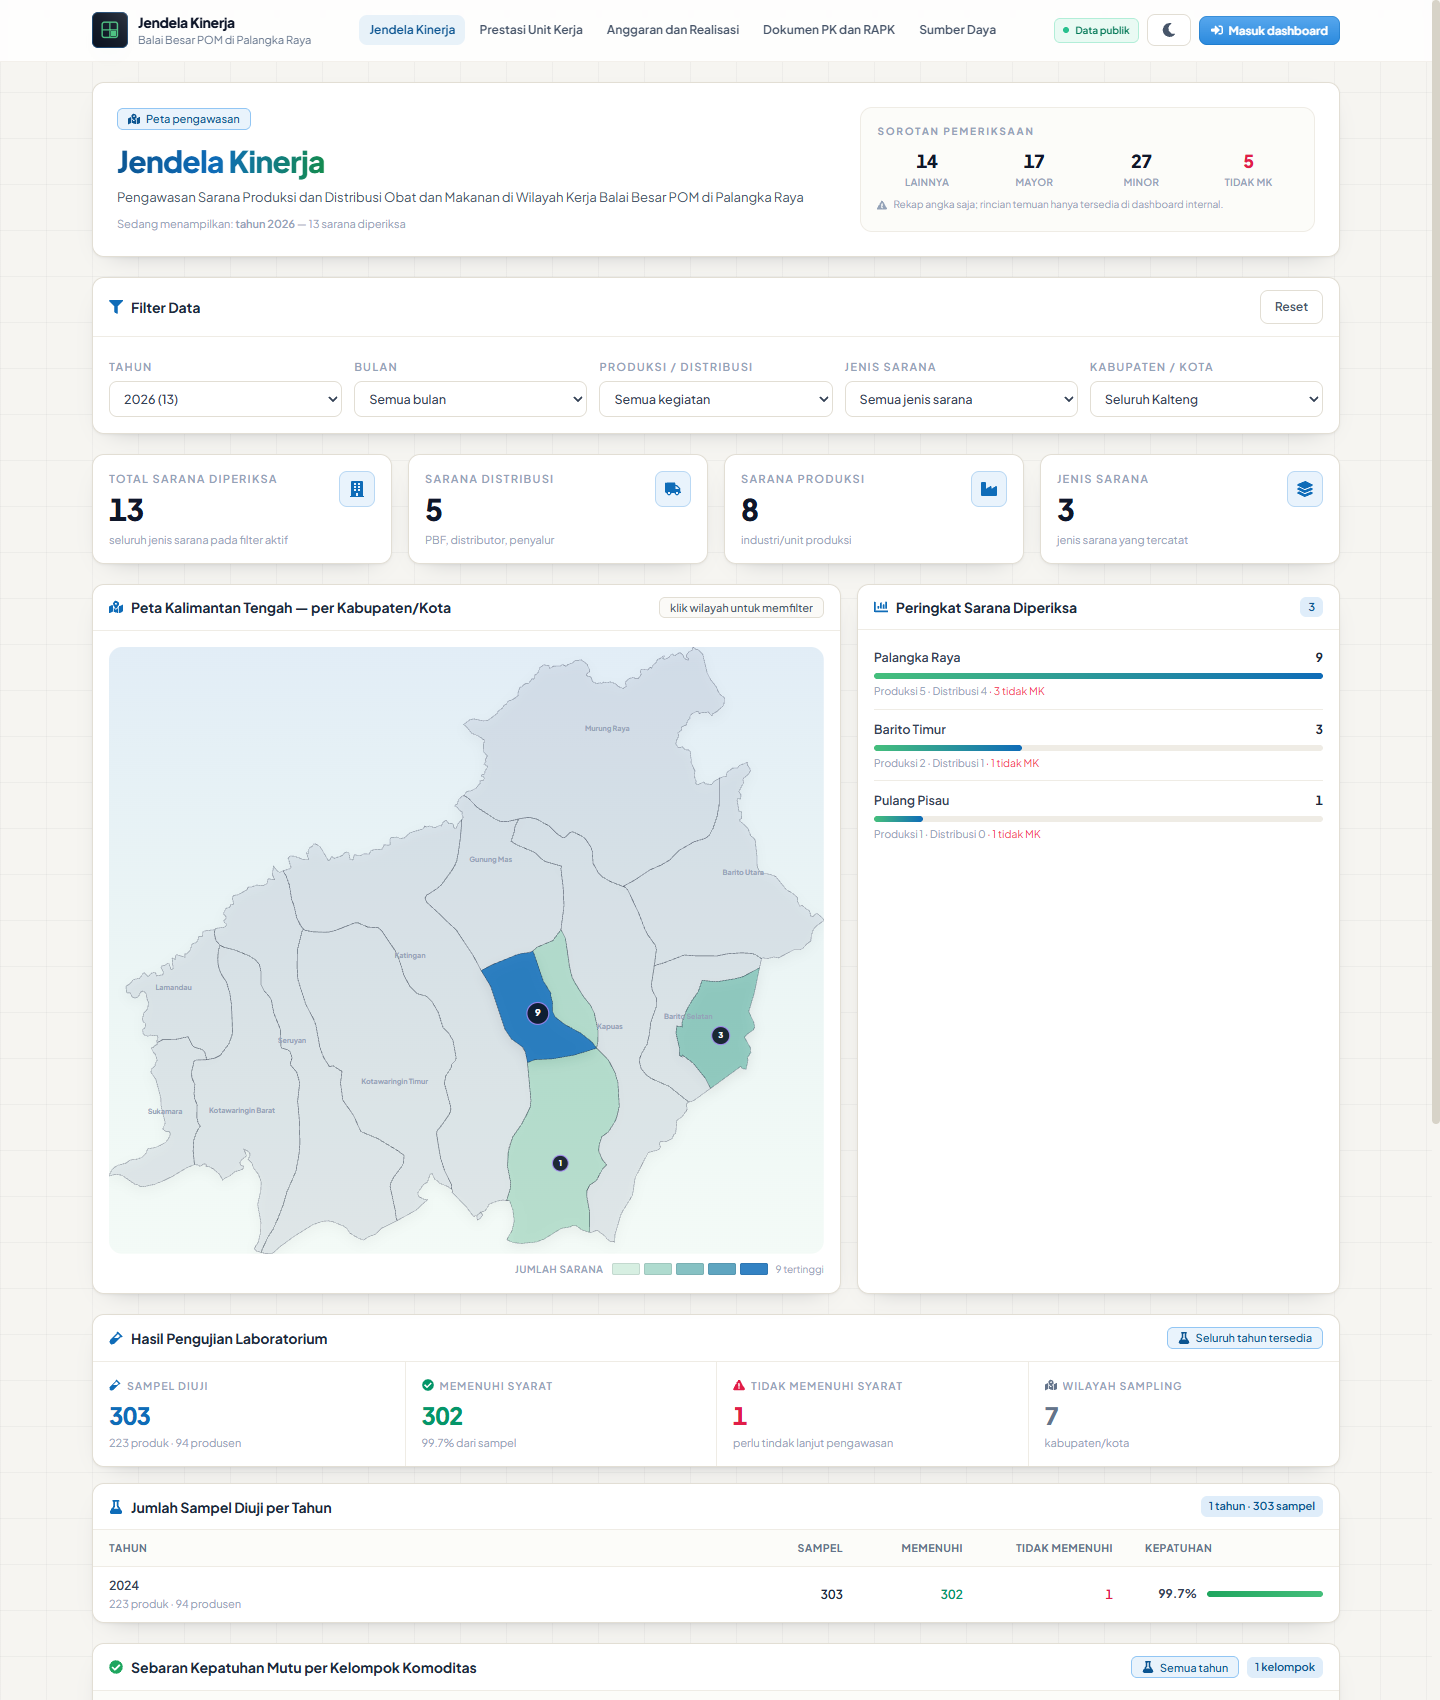 Jendela Kinerja
Balai Besar POM di Palangka Raya
Jendela Kinerja
Prestasi Unit Kerja
Anggaran dan Realisasi
Dokumen PK dan RAPK
Sumber Daya
Data publik
Masuk dashboard
Peta pengawasan
Jendela Kinerja
Pengawasan Sarana Produksi dan Distribusi Obat dan Makanan di Wilayah Kerja Balai Besar POM di Palangka Raya
Sedang menampilkan: tahun 2026 — 13 sarana diperiksa
SOROTAN PEMERIKSAAN
14
LAINNYA
17
MAYOR
27
MINOR
5
TIDAK MK
Rekap angka saja; rincian temuan hanya tersedia di dashboard internal.
Filter Data
Reset
TAHUN
2026 (13)
BULAN
Semua bulan
PRODUKSI / DISTRIBUSI
Semua kegiatan
JENIS SARANA
Semua jenis sarana
KABUPATEN / KOTA
Seluruh Kalteng
TOTAL SARANA DIPERIKSA
13
seluruh jenis sarana pada filter aktif
SARANA DISTRIBUSI
5
PBF, distributor, penyalur
SARANA PRODUKSI
8
industri/unit produksi
JENIS SARANA
3
jenis sarana yang tercatat
Peta Kalimantan Tengah — per Kabupaten/Kota
klik wilayah untuk memfilter
Murung Raya
Gunung Mas
Barito Utara
Katingan
Lamandau
9
Barito Selatan
Kapuas
3
Seruyan
Kotawaringin Timur
Sukamara
Kotawaringin Barat
1
JUMLAH SARANA
9 tertinggi
Peringkat Sarana Diperiksa
3
Palangka Raya
9
Produksi 5 · Distribusi 4 · 3 tidak MK
Barito Timur
3
Produksi 2 · Distribusi 1 · 1 tidak MK
Pulang Pisau
1
Produksi 1 · Distribusi 0 · 1 tidak MK
Hasil Pengujian Laboratorium
Seluruh tahun tersedia
SAMPEL DIUJI
303
223 produk · 94 produsen
MEMENUHI SYARAT
302
99.7% dari sampel
TIDAK MEMENUHI SYARAT
1
perlu tindak lanjut pengawasan
WILAYAH SAMPLING
7
kabupaten/kota
Jumlah Sampel Diuji per Tahun
1 tahun · 303 sampel
TAHUN
SAMPEL
MEMENUHI
TIDAK MEMENUHI
KEPATUHAN
2024
223 produk · 94 produsen
303
302
1
99.7%
Sebaran Kepatuhan Mutu per Kelompok Komoditas
Semua tahun
1 kelompok